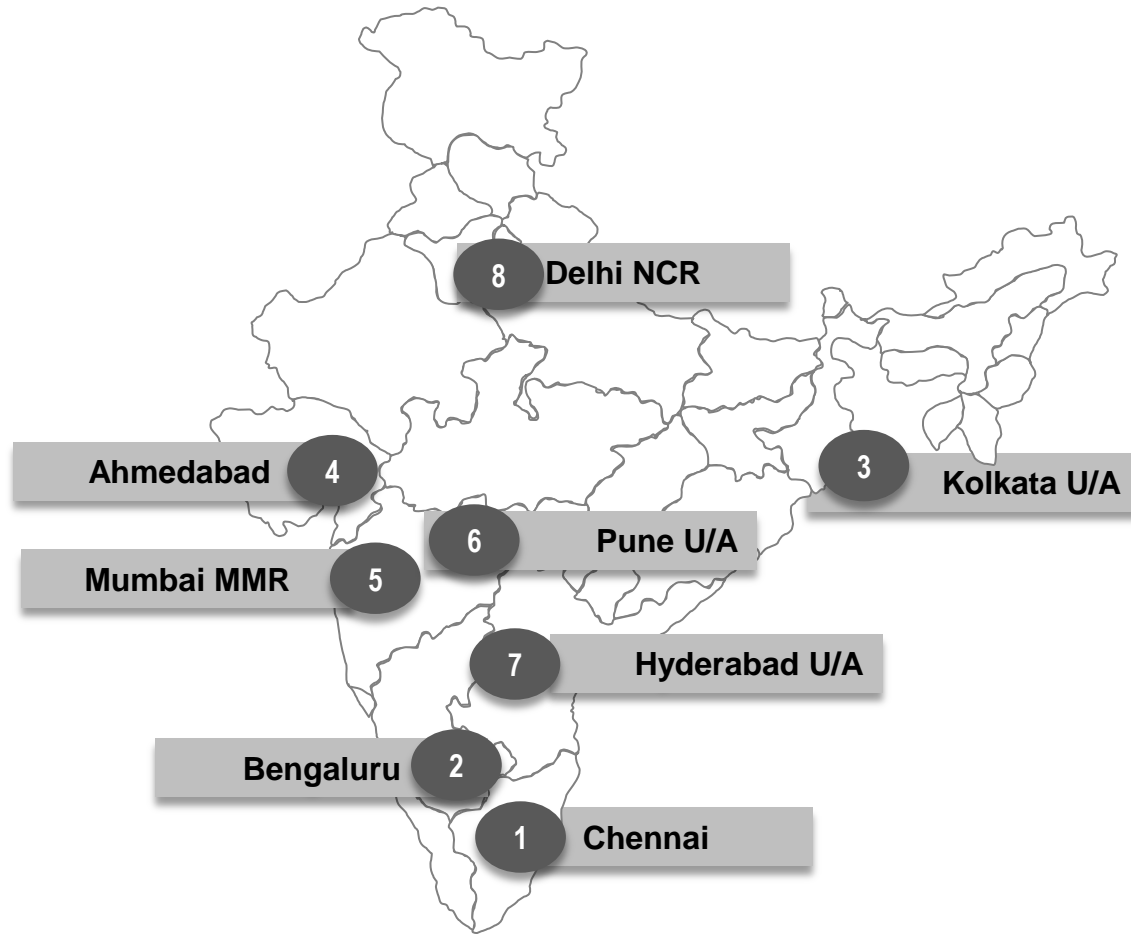 8 Delhi NCR
Ahmedabad 4
3 Kolkata U/A
6 Pune U/A
Mumbai MMR 5
7 Hyderabad U/A
Bengaluru 2
1 Chennai